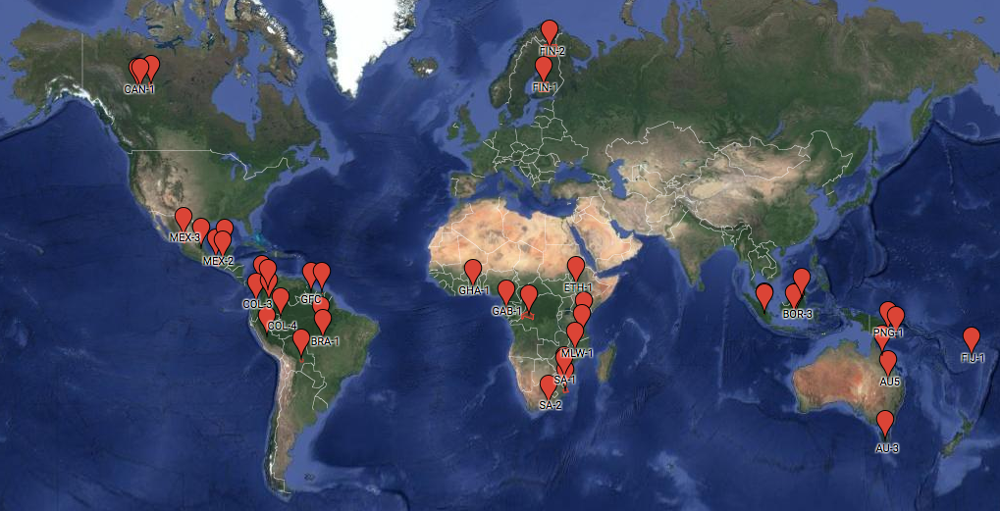 FIN-2
FIN-1
CAN-1
MEX-3
MEX-2
GHA-1
ETH-1
GFC
COL-3
GAB-1
BOR-3
COL-4
BRA-1
PNG-1
MLW-1
FIJ-1
SA-1
AU5
SA-2
AU-3